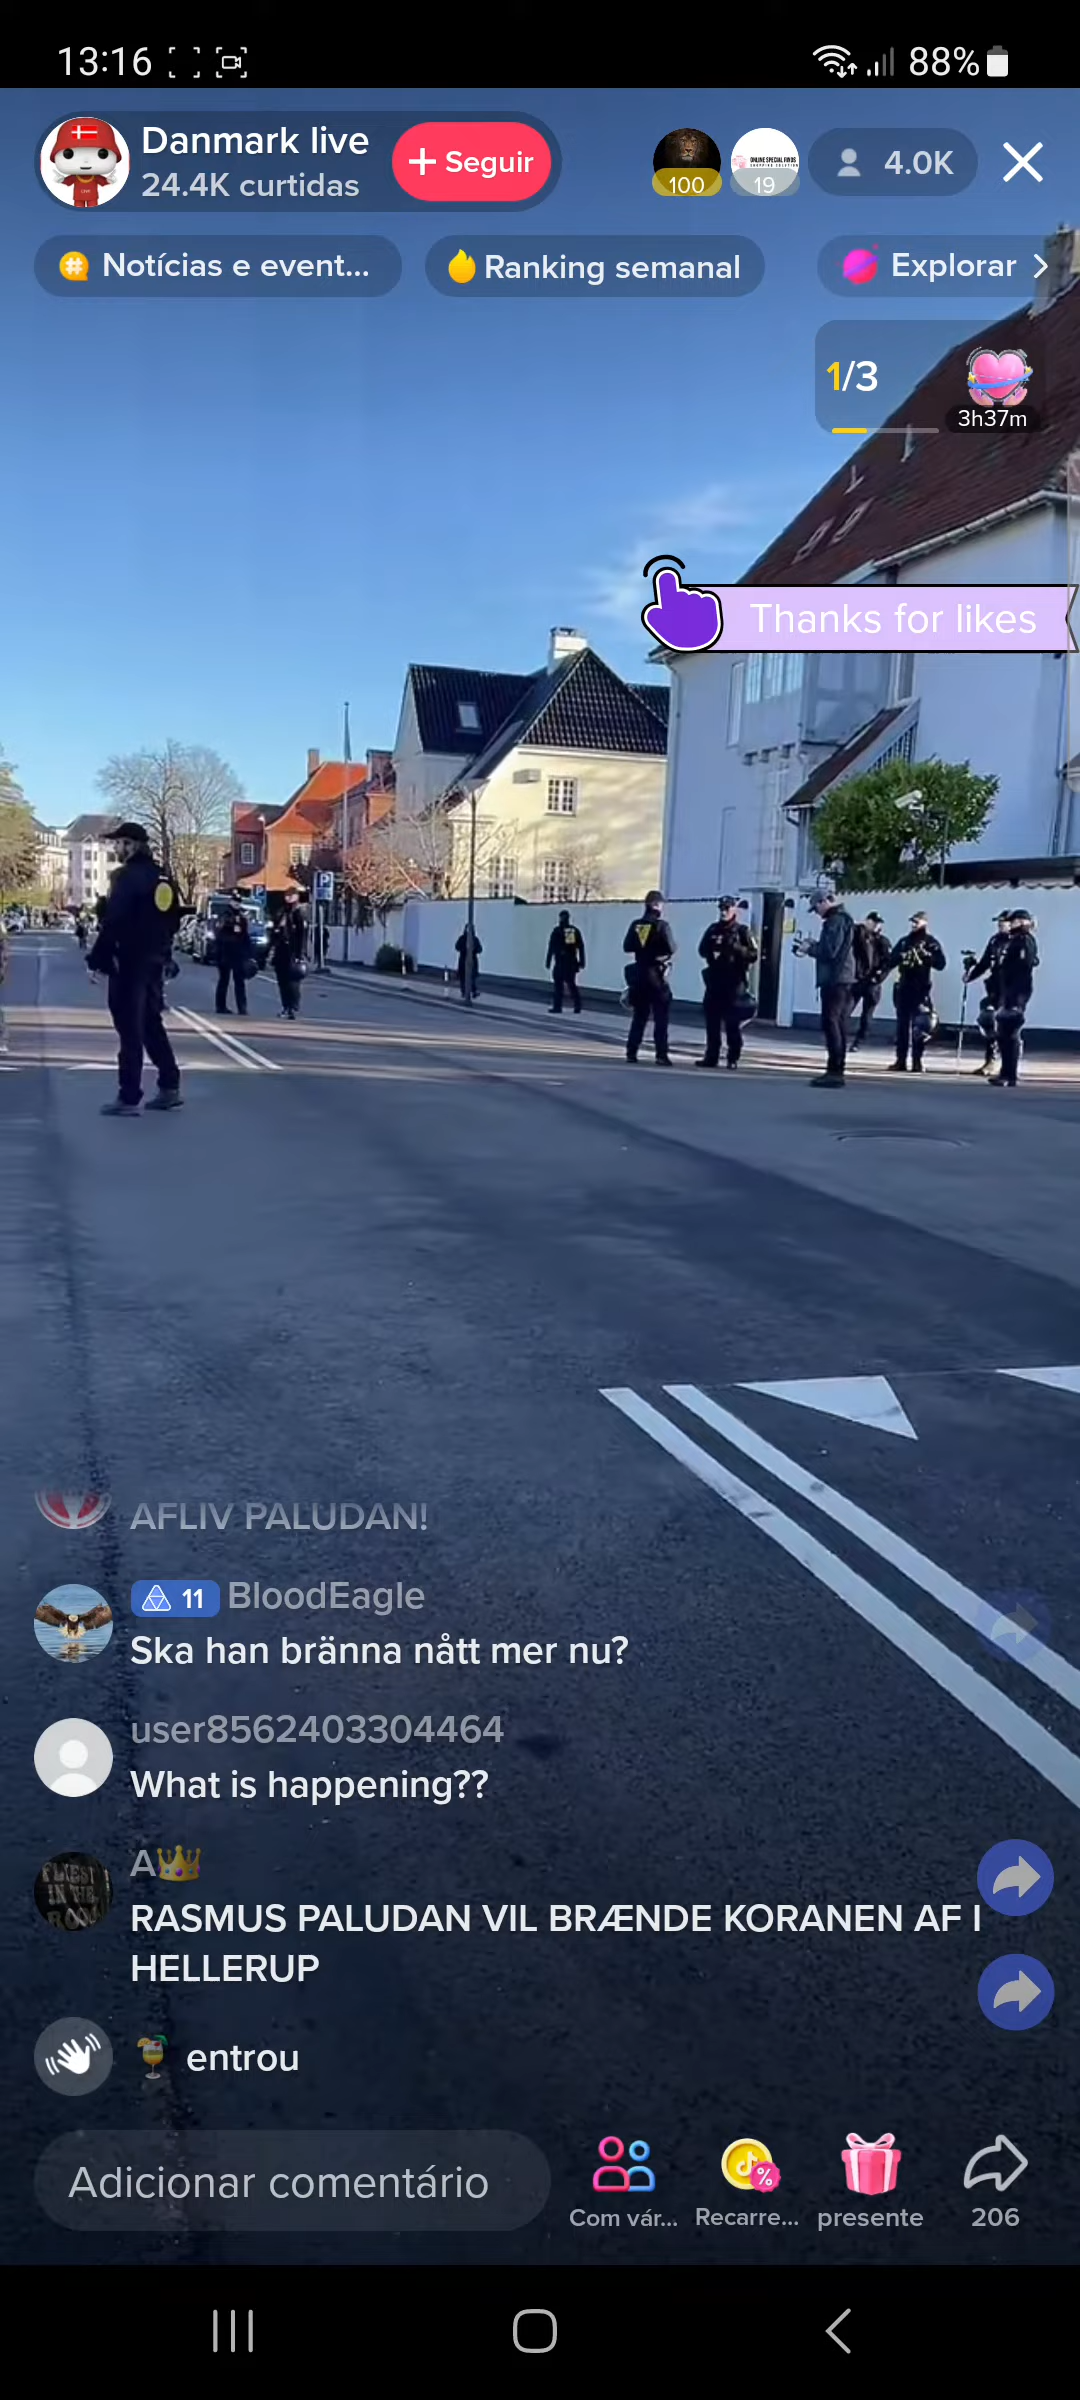 13:16
88%
Danmark live
24.4K curtidas
+ Seguir
100
19
4.0K
Notícias e event...
Ranking semanal
Explorar
1/3
3h37m
Thanks for likes
P
AFLIV PALUDAN!
11 BloodEagle
Ska han bränna nått mer nu?
user8562403304464
What is happening??
A👑
RASMUS PALUDAN VIL BRÆNDE KORANEN AF I
HELLERUP
🍹 entrou
Adicionar comentário
Com vár...
Recarre...
presente
206